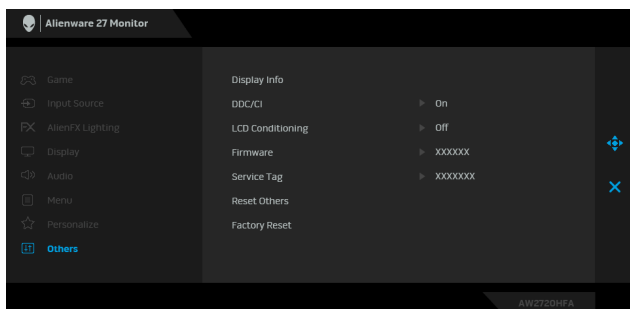 Alienware 27 Monitor
Game
Input Source
AlienFX Lighting
Display
Audio
Menu
Personalize
Others
Display Info
DDC/CI On
LCD Conditioning Off
Firmware XXXXXX
Service Tag XXXXXXX
Reset Others
Factory Reset
AW2720HFA